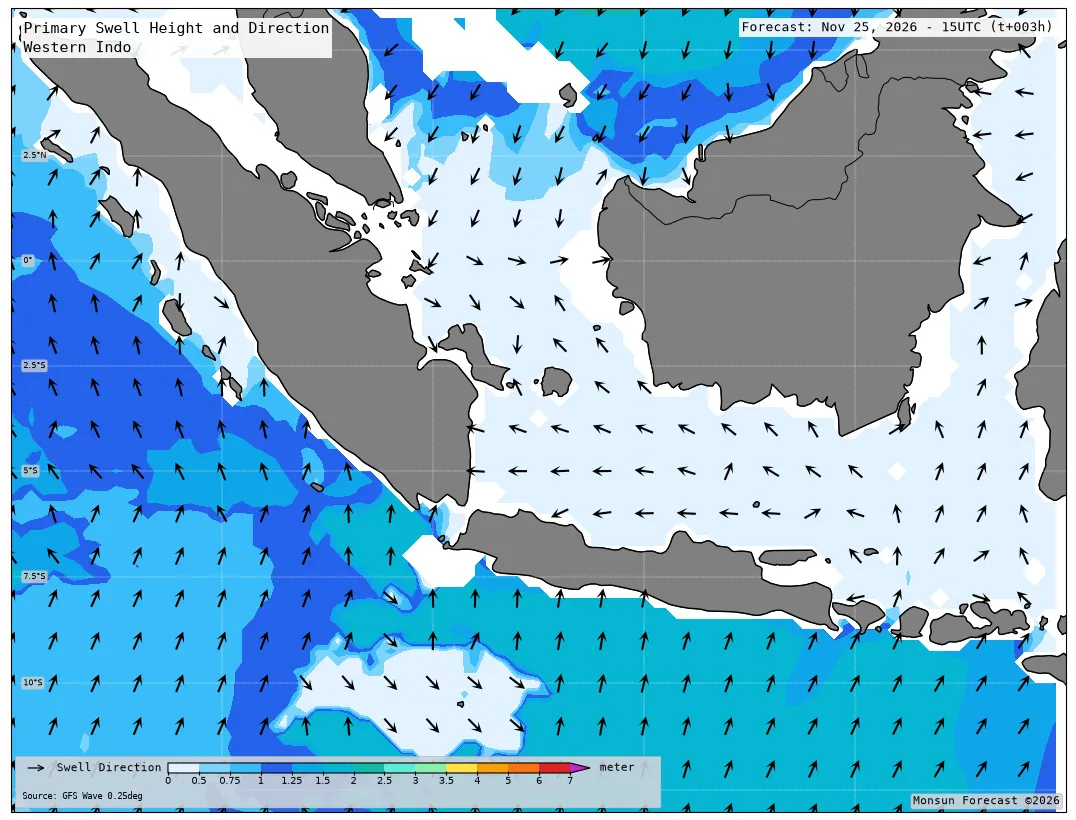 Primary Swell Height and Direction
Western Indo
Forecast: Nov 25, 2026 - 15UTC (t+003h)
2.5°N
0°
2.5°S
5°S
7.5°S
10°S
Swell Direction
0 0.5 0.75 1 1.25 1.5 2 2.5 3 3.5 4 5 6 7
meter
Source: GFS Wave 0.25deg
Monsun Forecast ©2026